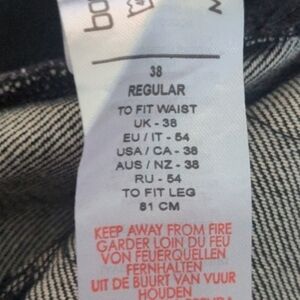 38
REGULAR
TO FIT WAIST
UK - 38
EU / IT - 54
USA / CA - 38
AUS / NZ - 38
RU - 54
TO FIT LEG
81 CM
KEEP AWAY FROM FIRE
GARDER LOIN DU FEU
VON FEUERQUELLEN
FERNHALTEN
UIT DE BUURT VAN VUUR
HOUDEN